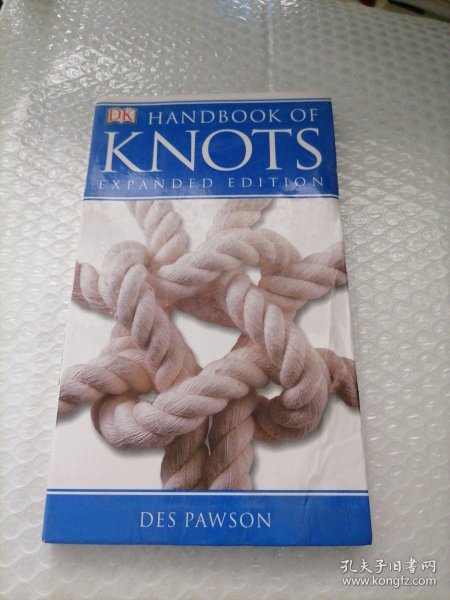 DK HANDBOOK OF
KNOTS
EXPANDED EDITION
DES PAWSON
孔夫子旧书网
www.kongfz.com